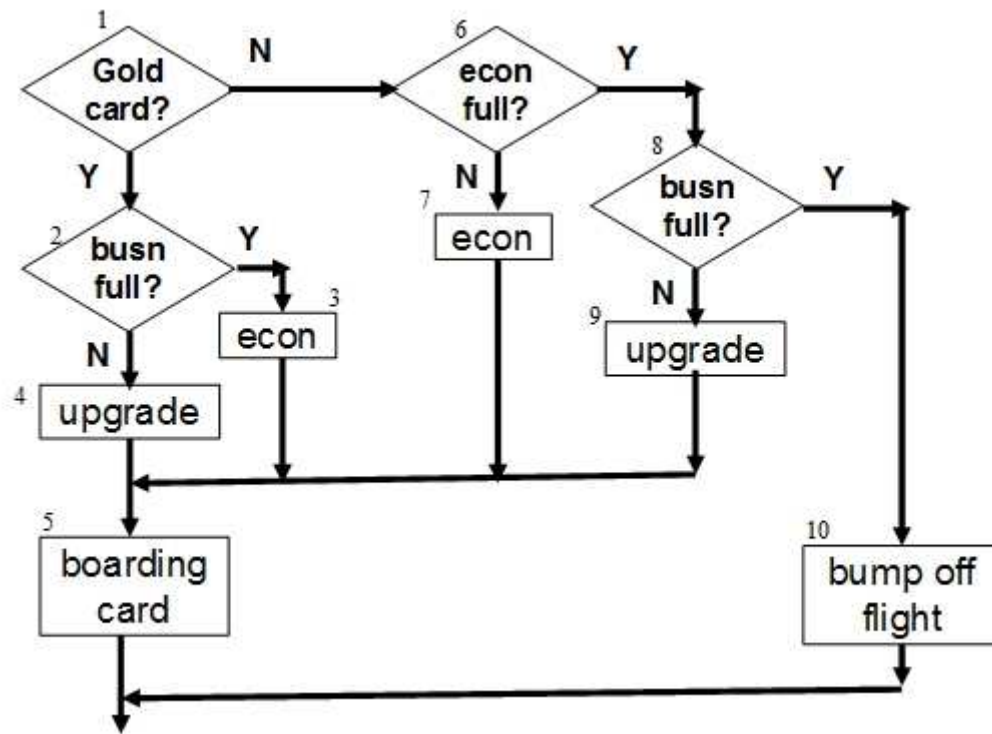 1
Gold
card?
N
6
econ
full?
Y
8
busn
full?
Y
Y
2
busn
full?
Y
3
econ
N
7
econ
N
9
upgrade
N
4
upgrade
5
boarding
card
10
bump off
flight